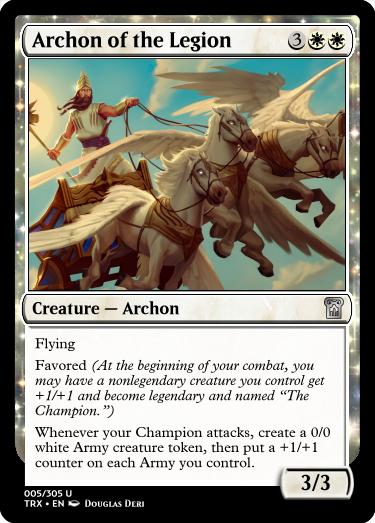 Archon of the Legion 3
Creature — Archon
Flying
Favored (At the beginning of your combat, you
may have a nonlegendary creature you control get
+1/+1 and become legendary and named “The
Champion.”)
Whenever your Champion attacks, create a 0/0
white Army creature token, then put a +1/+1
counter on each Army you control.
3/3
005/305 U
TRX • EN Douglas Deri